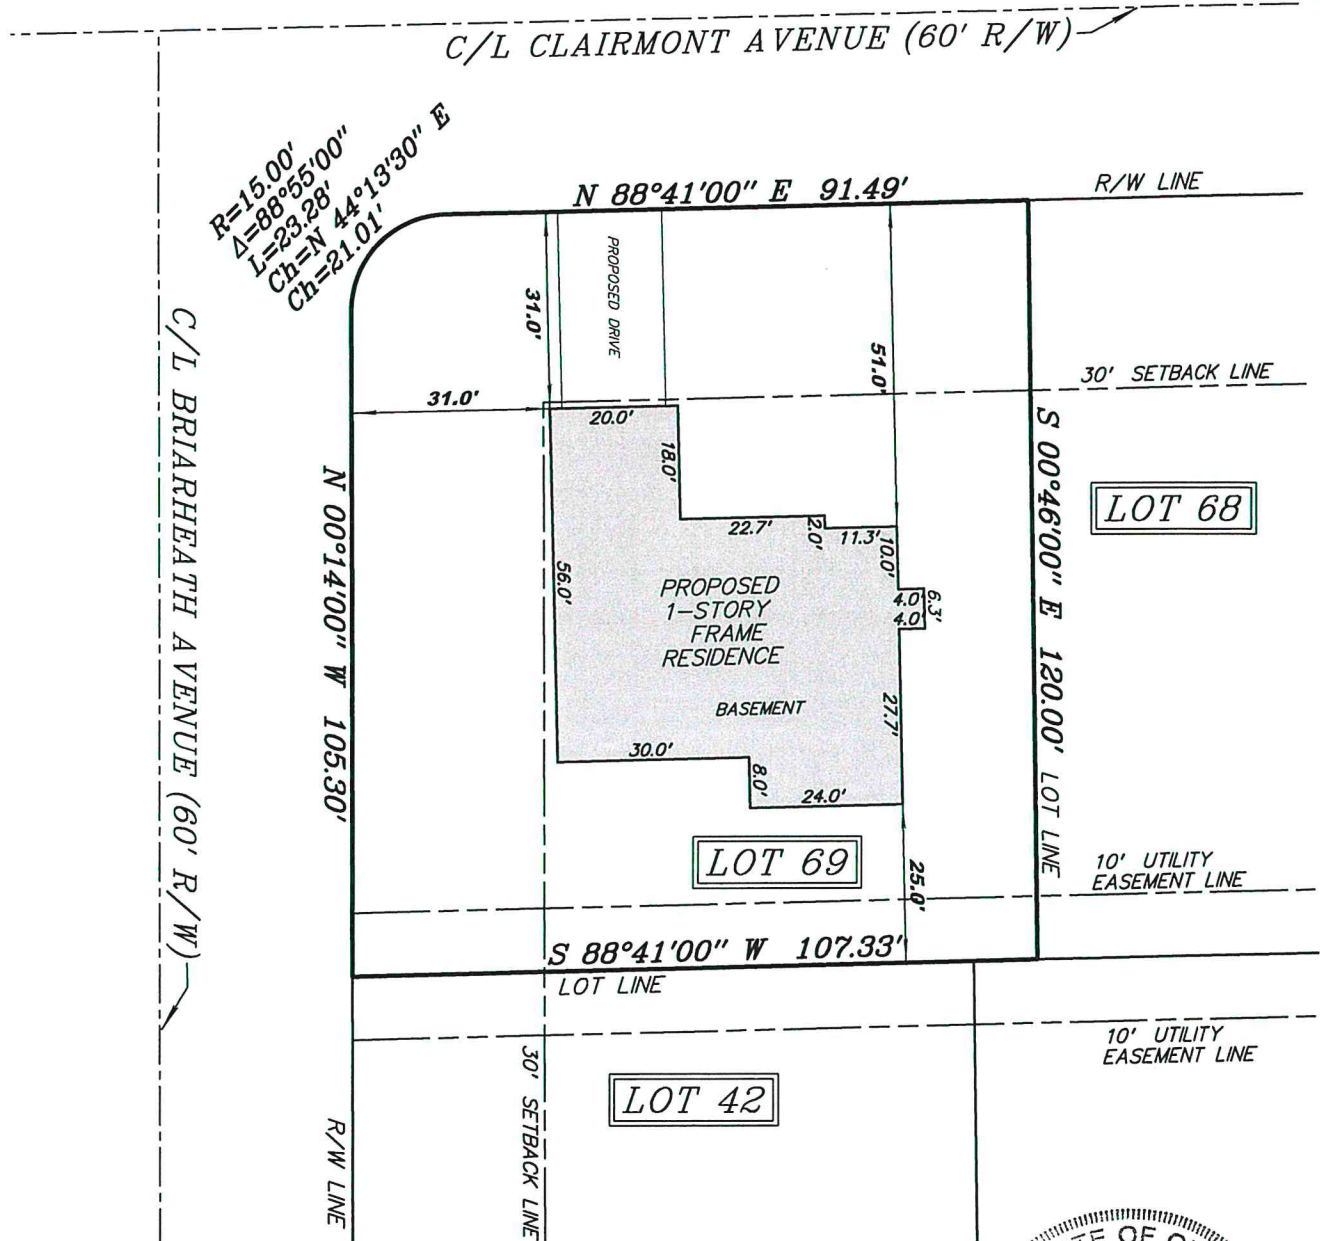 C/L CLAIRMONT AVENUE (60' R/W)
R=15.00'
Δ=88°55'00"
L=23.28'
Ch=N 44°13'30" E
Ch=21.01'
N 88°41'00" E 91.49'
R/W LINE
PROPOSED DRIVE
31.0'
51.0'
30' SETBACK LINE
31.0'
20.0'
18.0'
C/L BRIARHEATH AVENUE (60' R/W)
N 00°14'00" W 105.30'
S 00°46'00" E 120.00' LOT LINE
LOT 68
22.7'
2.0'
11.3'
10.0'
56.0'
PROPOSED
1-STORY
FRAME
RESIDENCE
4.0'
4.0'
6.3'
BASEMENT
27.7'
30.0'
8.0'
24.0'
LOT 69
25.0'
10' UTILITY
EASEMENT LINE
S 88°41'00" W 107.33'
LOT LINE
10' UTILITY
EASEMENT LINE
LOT 42
30' SETBACK LINE
R/W LINE
OF